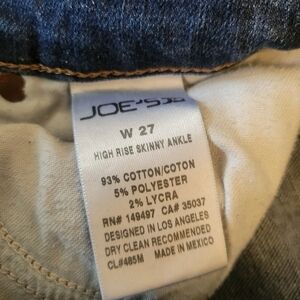 JOE'S
W 27
HIGH RISE SKINNY ANKLE
93% COTTON/COTON
5% POLYESTER
2% LYCRA
RN# 149497 CA# 35037
DESIGNED IN LOS ANGELES
DRY CLEAN RECOMMENDED
CL#485M MADE IN MEXICO